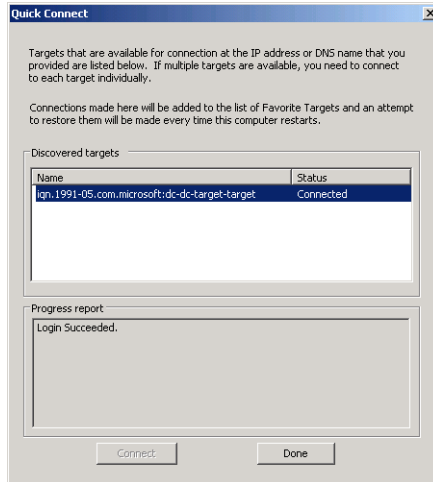 Quick Connect
Targets that are available for connection at the IP address or DNS name that you
provided are listed below. If multiple targets are available, you need to connect
to each target individually.
Connections made here will be added to the list of Favorite Targets and an attempt
to restore them will be made every time this computer restarts.
Discovered targets
Name Status
iqn.1991-05.com.microsoft:dc-dc-target-target Connected
Progress report
Login Succeeded.
Connect Done